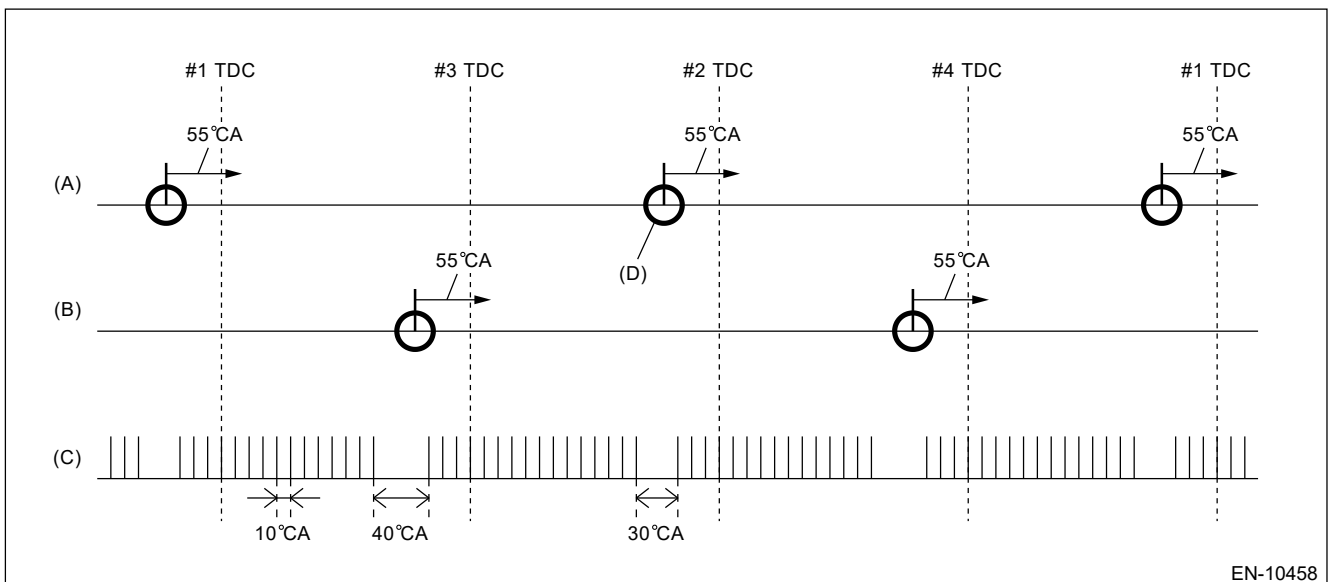 #1 TDC #3 TDC #2 TDC #4 TDC #1 TDC
55°CA 55°CA 55°CA
(A)
(D)
55°CA 55°CA
(B)
(C)
10°CA 40°CA 30°CA
EN-10458